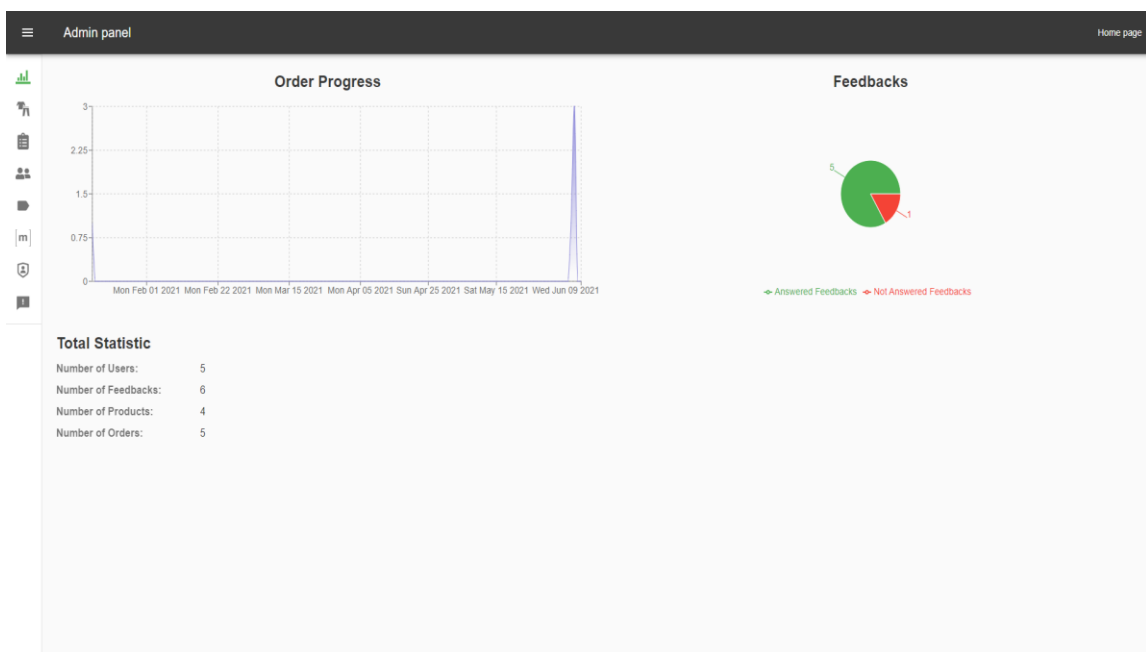 Admin panel
Home page
Order Progress
3
2.25
1.5
0.75
0
Mon Feb 01 2021 Mon Feb 22 2021 Mon Mar 15 2021 Mon Apr 05 2021 Sun Apr 25 2021 Sat May 15 2021 Wed Jun 09 2021
Feedbacks
5
1
Answered Feedbacks Not Answered Feedbacks
[m]
Total Statistic
Number of Users: 5
Number of Feedbacks: 6
Number of Products: 4
Number of Orders: 5